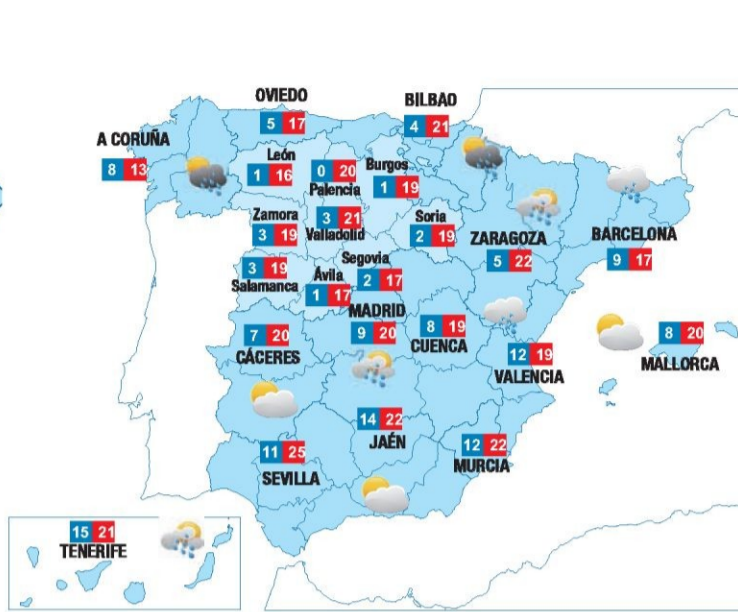 OVIEDO
5 17
BILBAO
4 21
A CORUÑA
8 13
León
1 16
0 20
Palencia
Burgos
1 19
Zamora
3 19
3 21
Valladolid
Soria
2 19
ZARAGOZA
5 22
BARCELONA
9 17
3 19
Salamanca
Ávila
1 17
Segovia
2 17
MADRID
9 20
8 19
CUENCA
7 20
CÁCERES
12 19
VALENCIA
8 20
MALLORCA
14 22
JAÉN
11 25
SEVILLA
12 22
MURCIA
15 21
TENERIFE